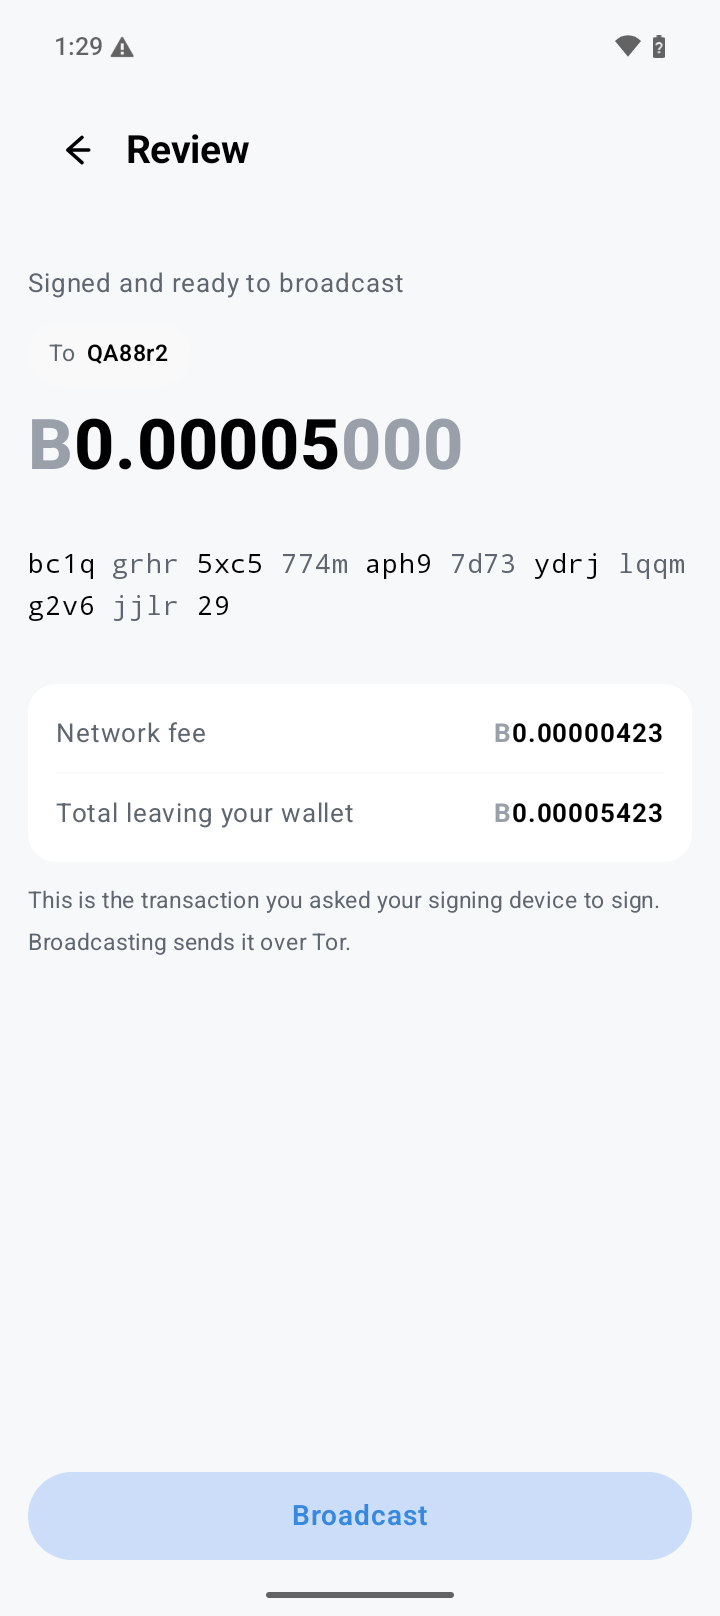 1:29
Review
Signed and ready to broadcast
To QA88r2
B0.00005000
bc1q grhr 5xc5 774m aph9 7d73 ydrj lqqm
g2v6 jjlr 29
Network fee B0.00000423
Total leaving your wallet B0.00005423
This is the transaction you asked your signing device to sign.
Broadcasting sends it over Tor.
Broadcast